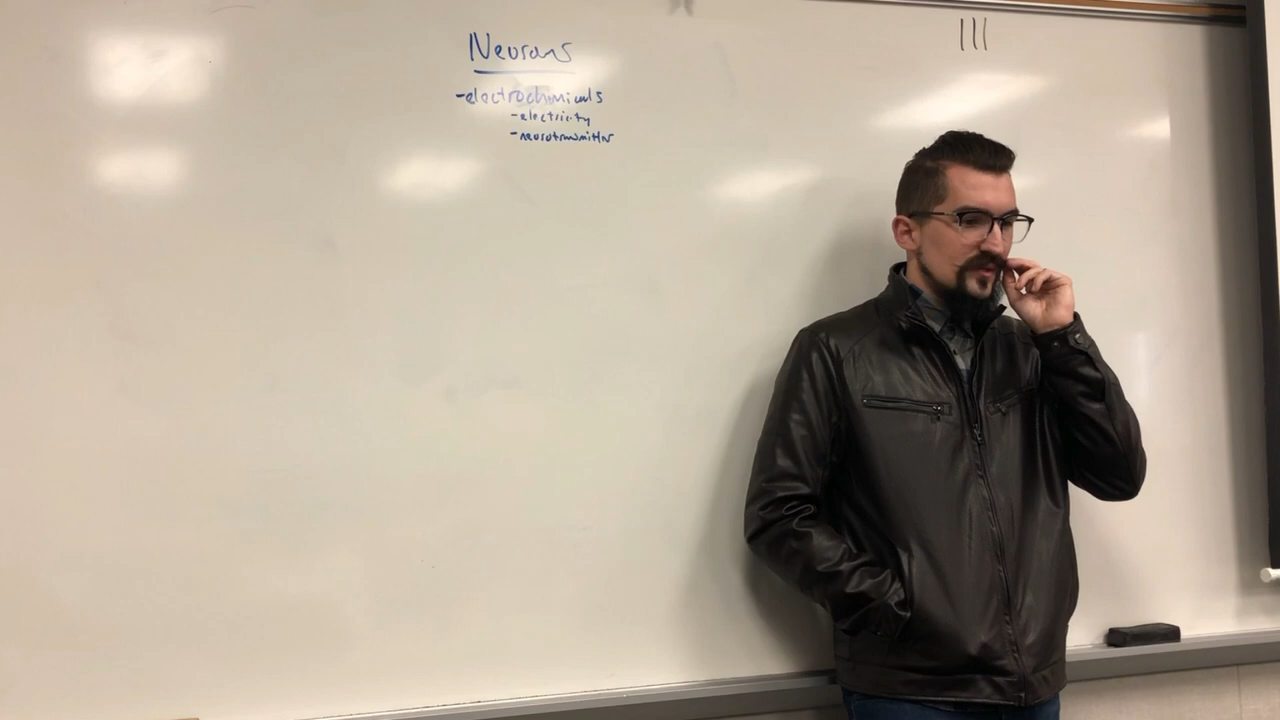 Neurons
-electrochemicals
-electricity
-neurotransmitter
III